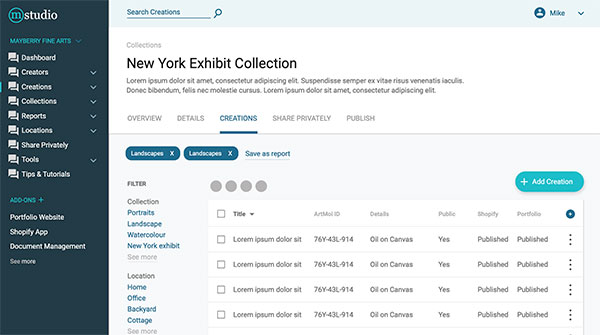 mstudio
Search Creations
Mike
MAYBERRY FINE ARTS
Dashboard
Creators
Creations
Collections
Reports
Locations
Share Privately
Tools
Tips & Tutorials
ADD-ONS +
Portfolio Website
Shopify App
Document Management
See more
Collections
New York Exhibit Collection
Lorem ipsum dolor sit amet, consectetur adipiscing elit. Suspendisse semper ex vitae risus venenatis iaculis.
Donec bibendum, felis nec molestie cursus. Lorem ipsum dolor sit amet, consectetur adipiscing elit.
OVERVIEW DETAILS CREATIONS SHARE PRIVATELY PUBLISH
Landscapes X Landscapes X Save as report
+ Add Creation
FILTER
Collection
Portraits
Landscape
Watercolour
New York exhibit
See more
Location
Home
Office
Backyard
Cottage
Title ArtMoi ID Details Public Shopify Portfolio
Lorem ipsum dolor sit 76Y-43L-914 Oil on Canvas Yes Published Published
Lorem ipsum dolor sit 76Y-43L-914 Oil on Canvas Yes Published Published
Lorem ipsum dolor sit 76Y-43L-914 Oil on Canvas Yes Published Published
Lorem ipsum dolor sit 76Y-43L-914 Oil on Canvas Yes Published Published